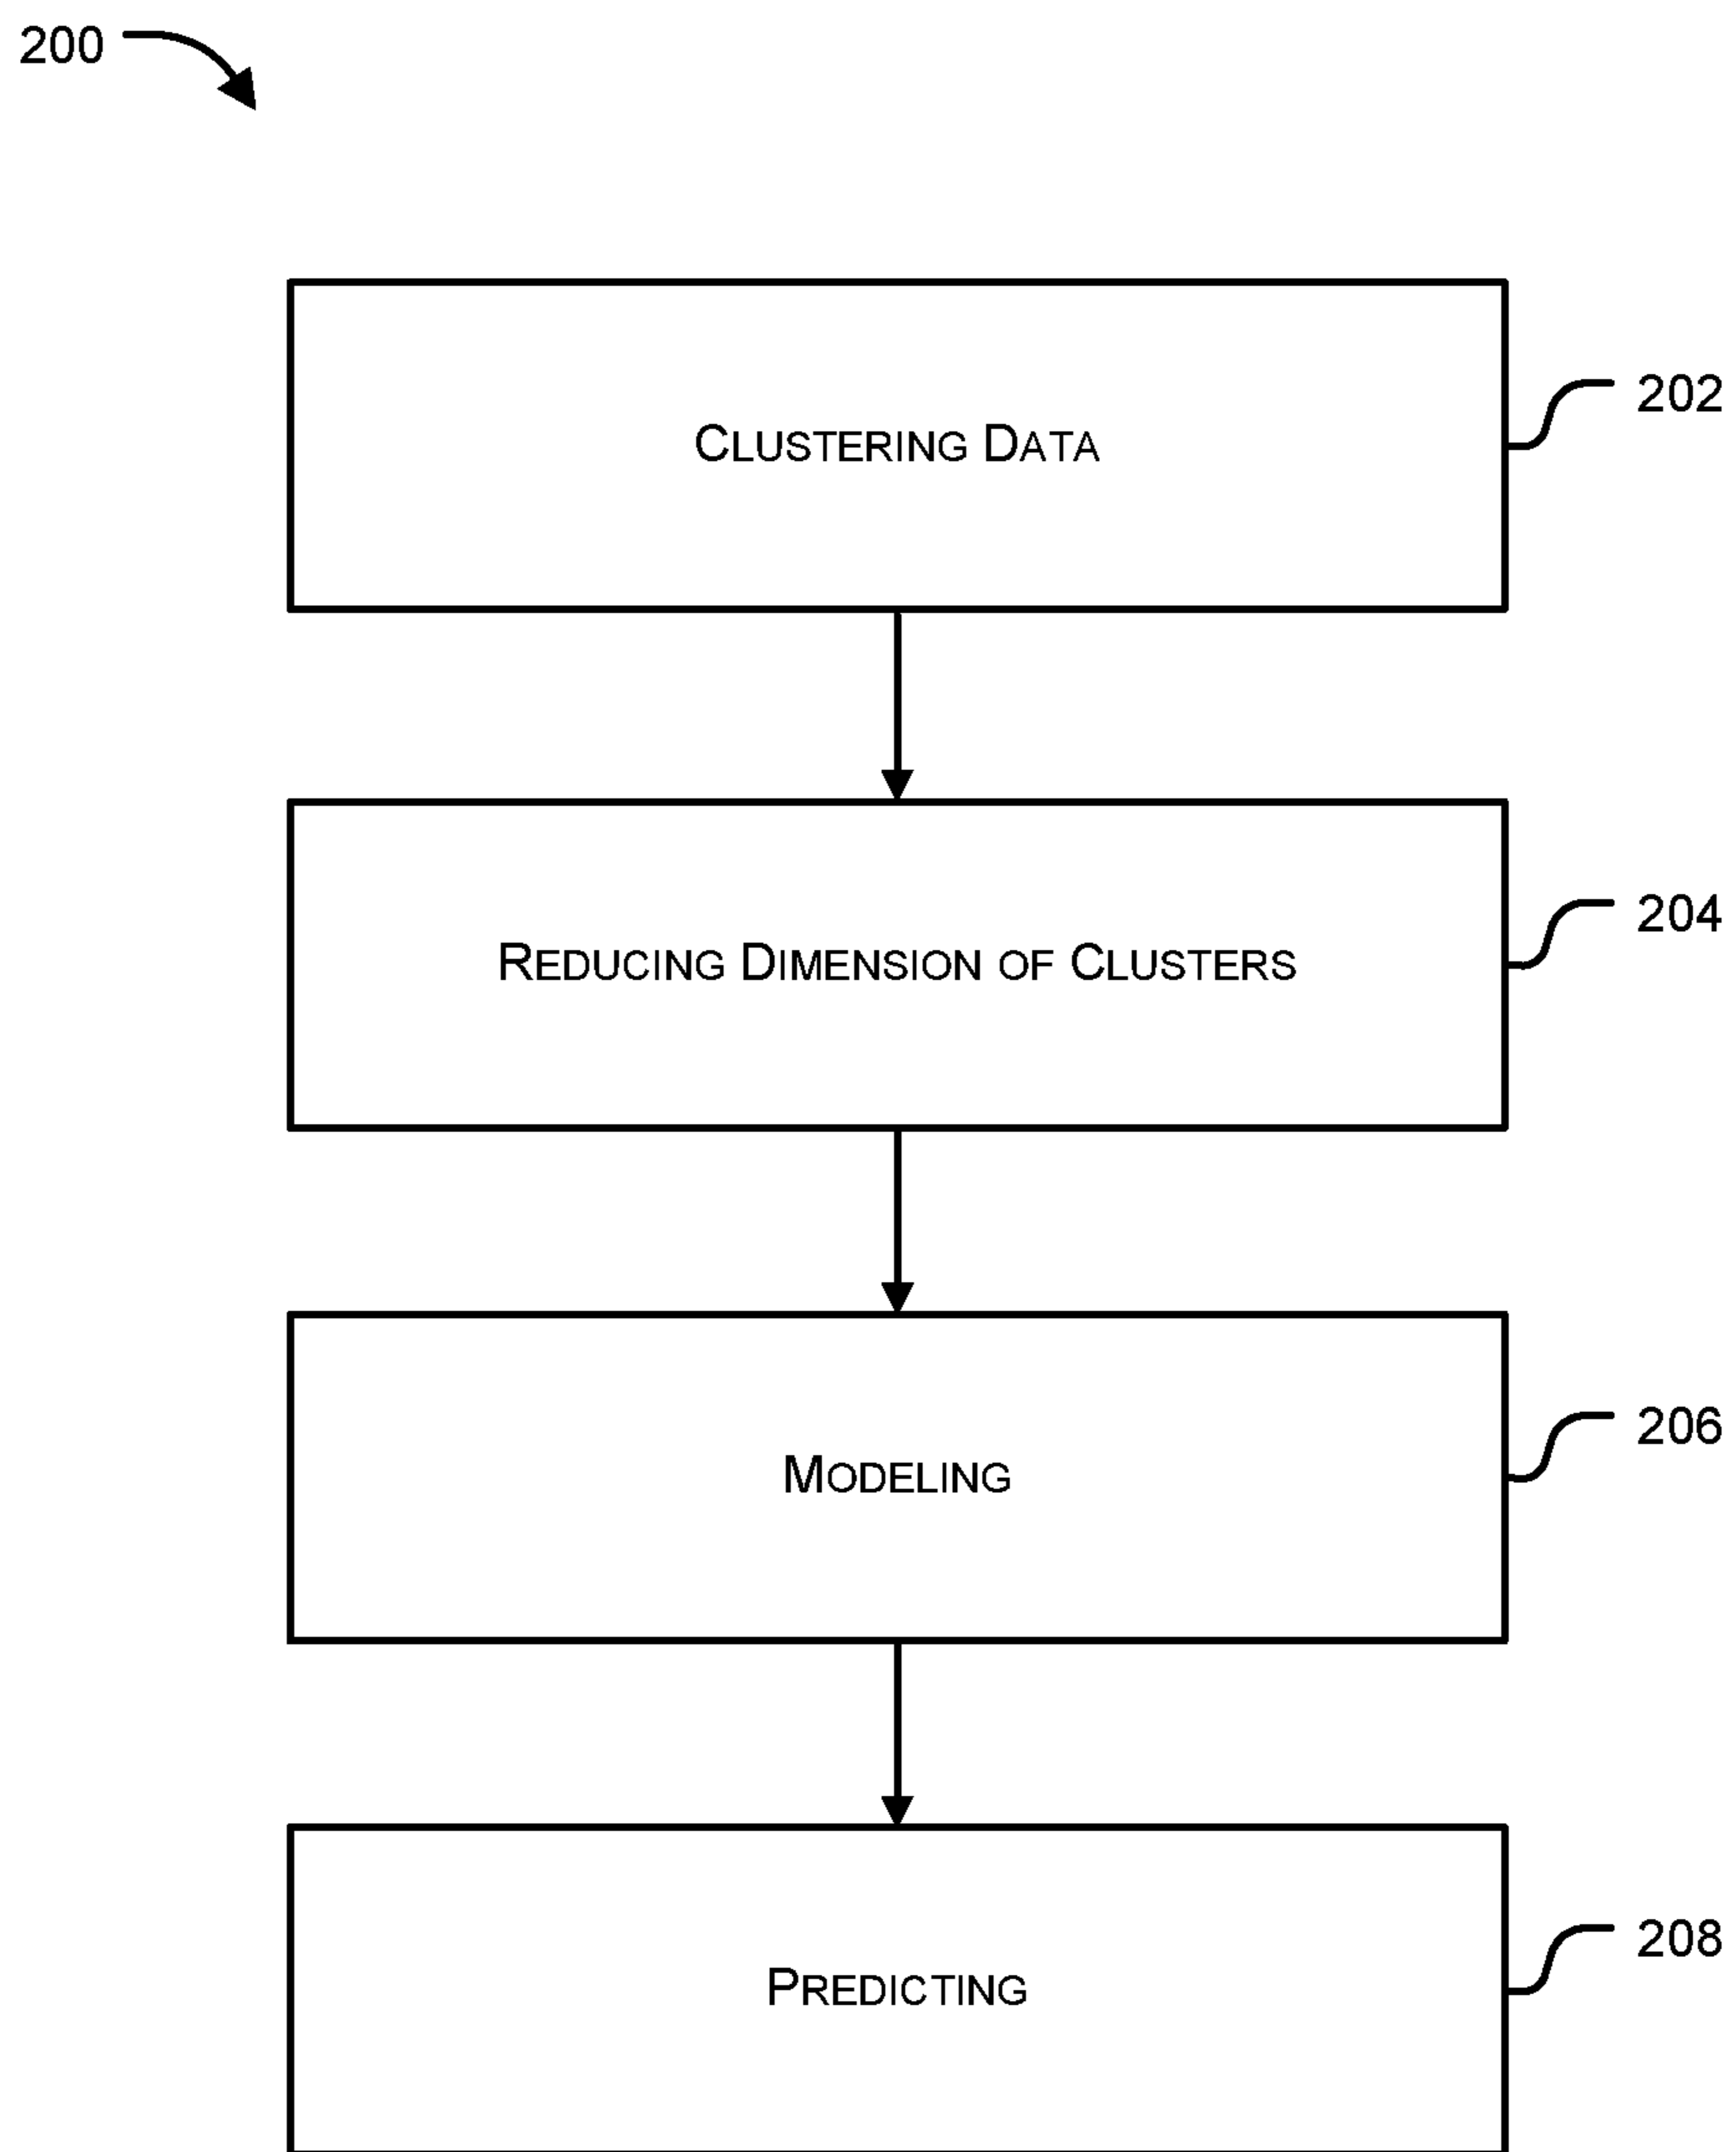 200
CLUSTERING DATA
202
REDUCING DIMENSION OF CLUSTERS
204
MODELING
206
PREDICTING
208